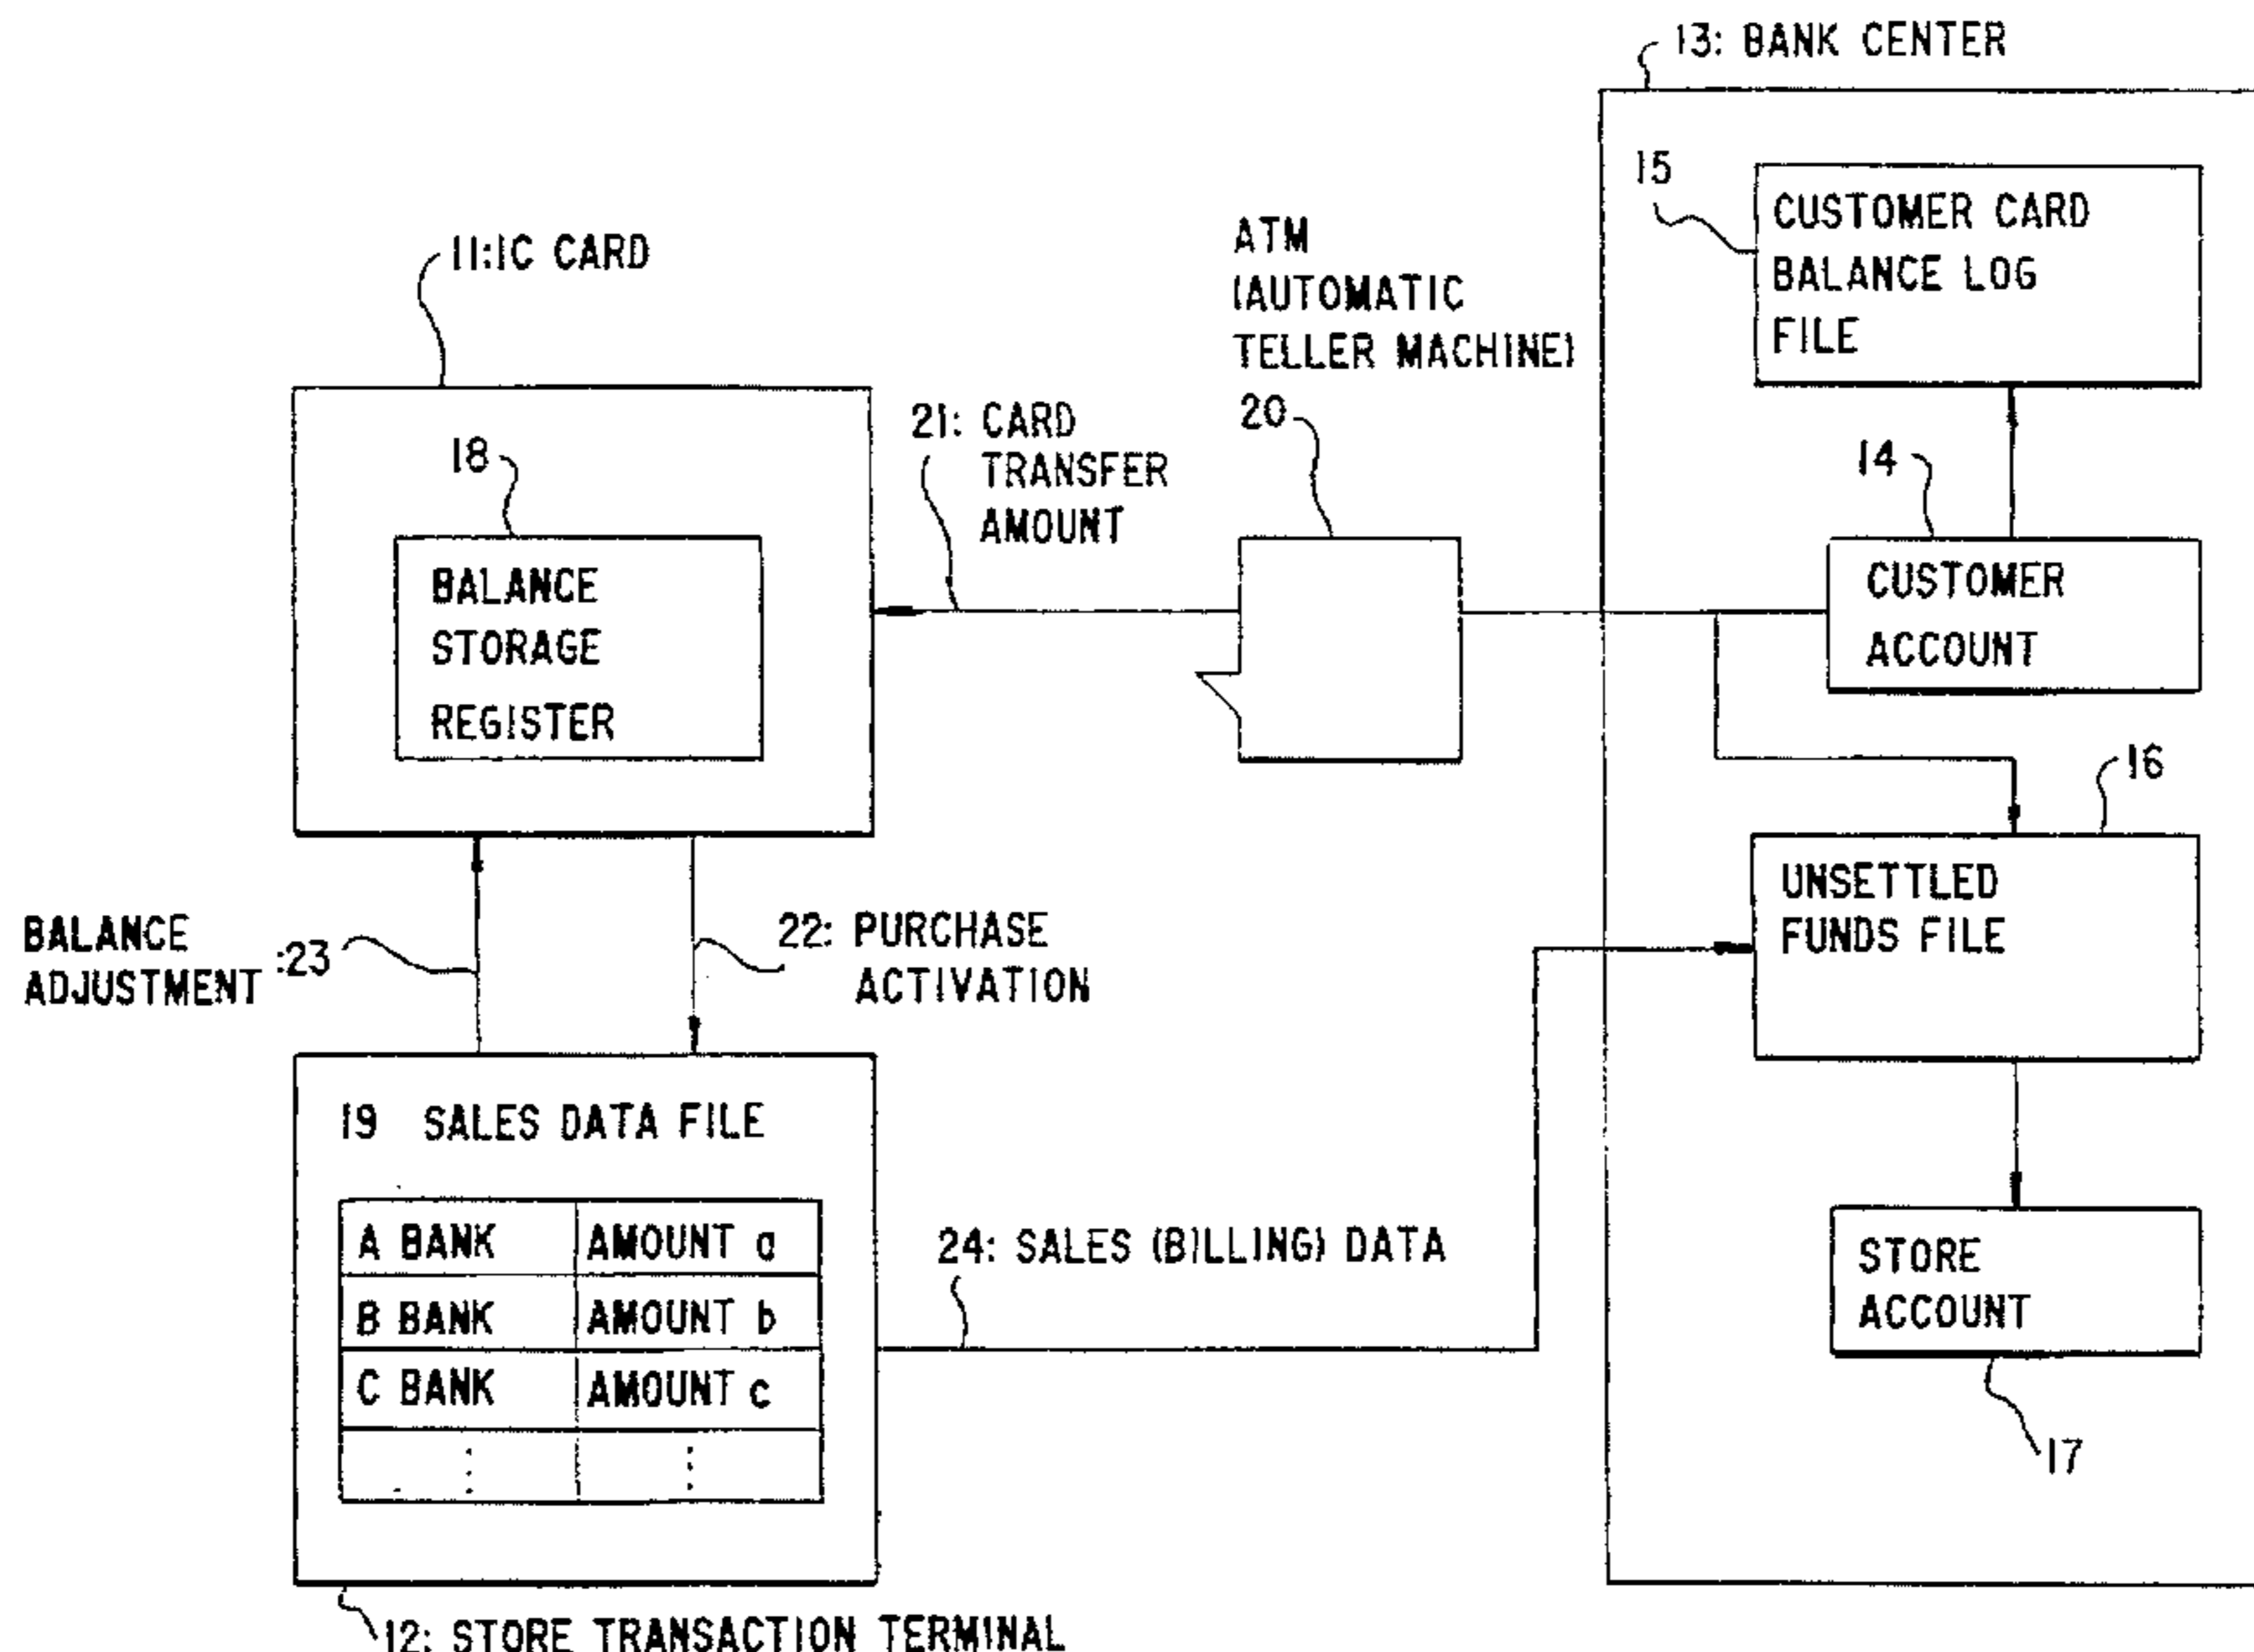 13: BANK CENTER
15
CUSTOMER CARD
BALANCE LOG
FILE
11: IC CARD
ATM
(AUTOMATIC
TELLER MACHINE)
20
21: CARD
TRANSFER
AMOUNT
18
BALANCE
STORAGE
REGISTER
14
CUSTOMER
ACCOUNT
16
UNSETTLED
FUNDS FILE
BALANCE
ADJUSTMENT :23
22: PURCHASE
ACTIVATION
19 SALES DATA FILE
A BANK AMOUNT a
B BANK AMOUNT b
C BANK AMOUNT c
24: SALES (BILLING) DATA
STORE
ACCOUNT
17
12: STORE TRANSACTION TERMINAL